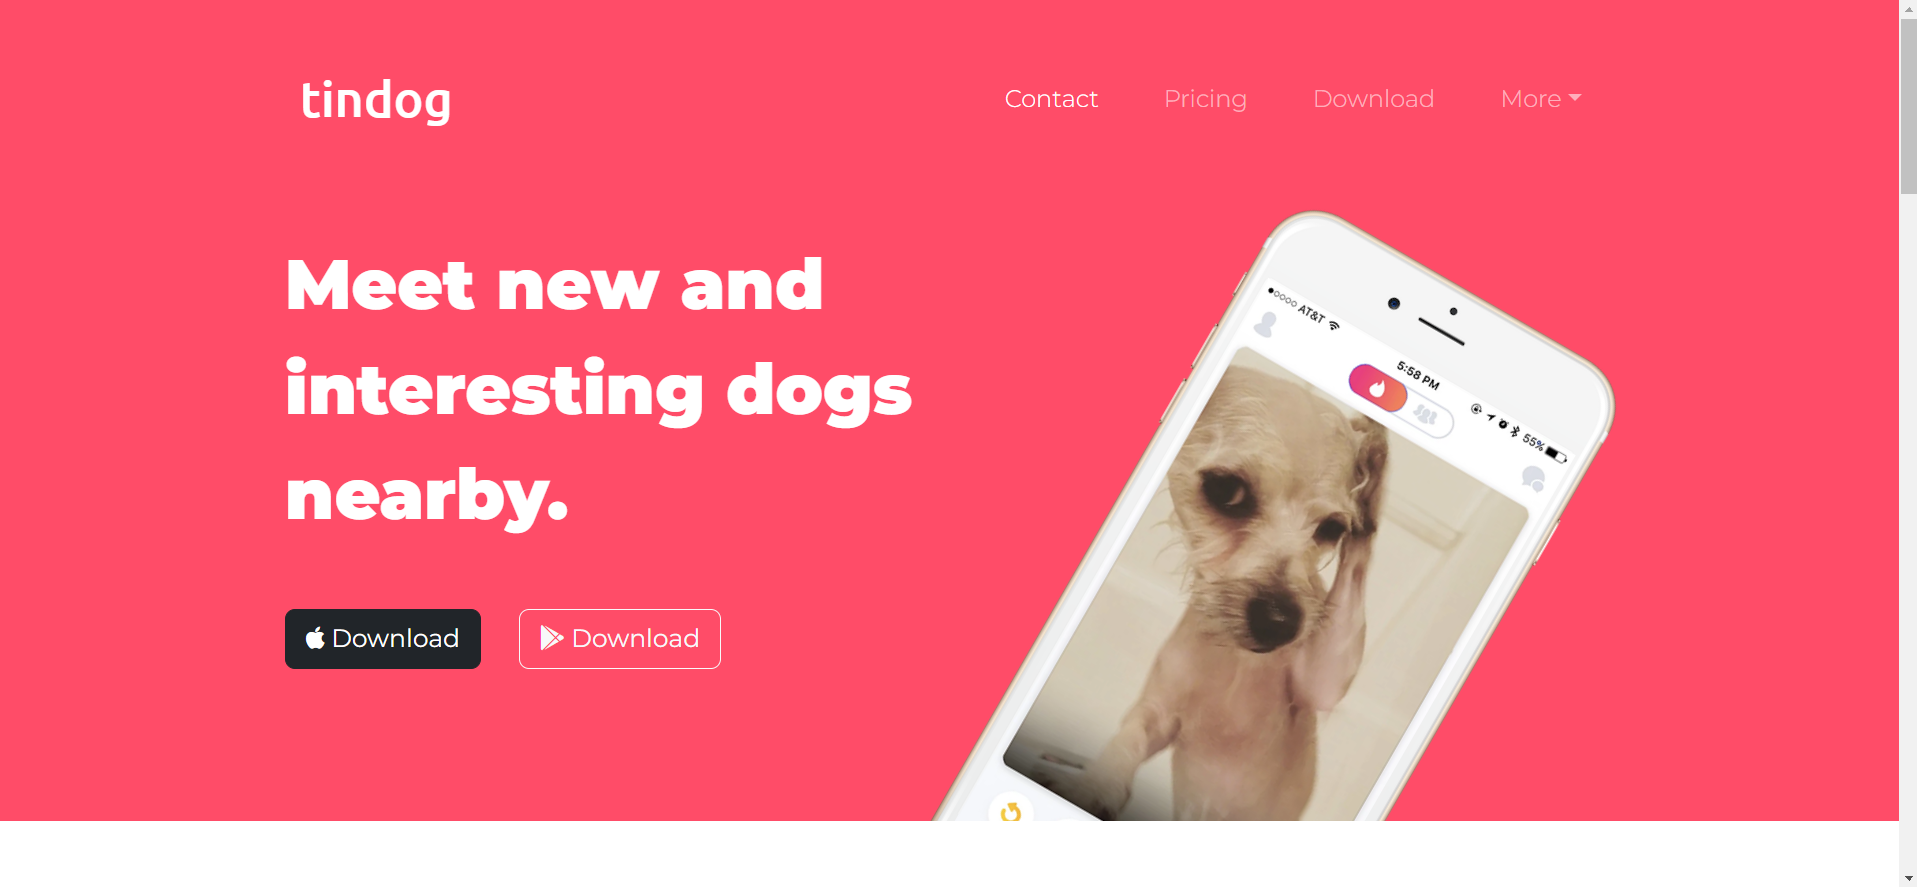 tindog
Contact Pricing Download More
Meet new and
interesting dogs
nearby.
Download Download
AT&T
5:58 PM
55%